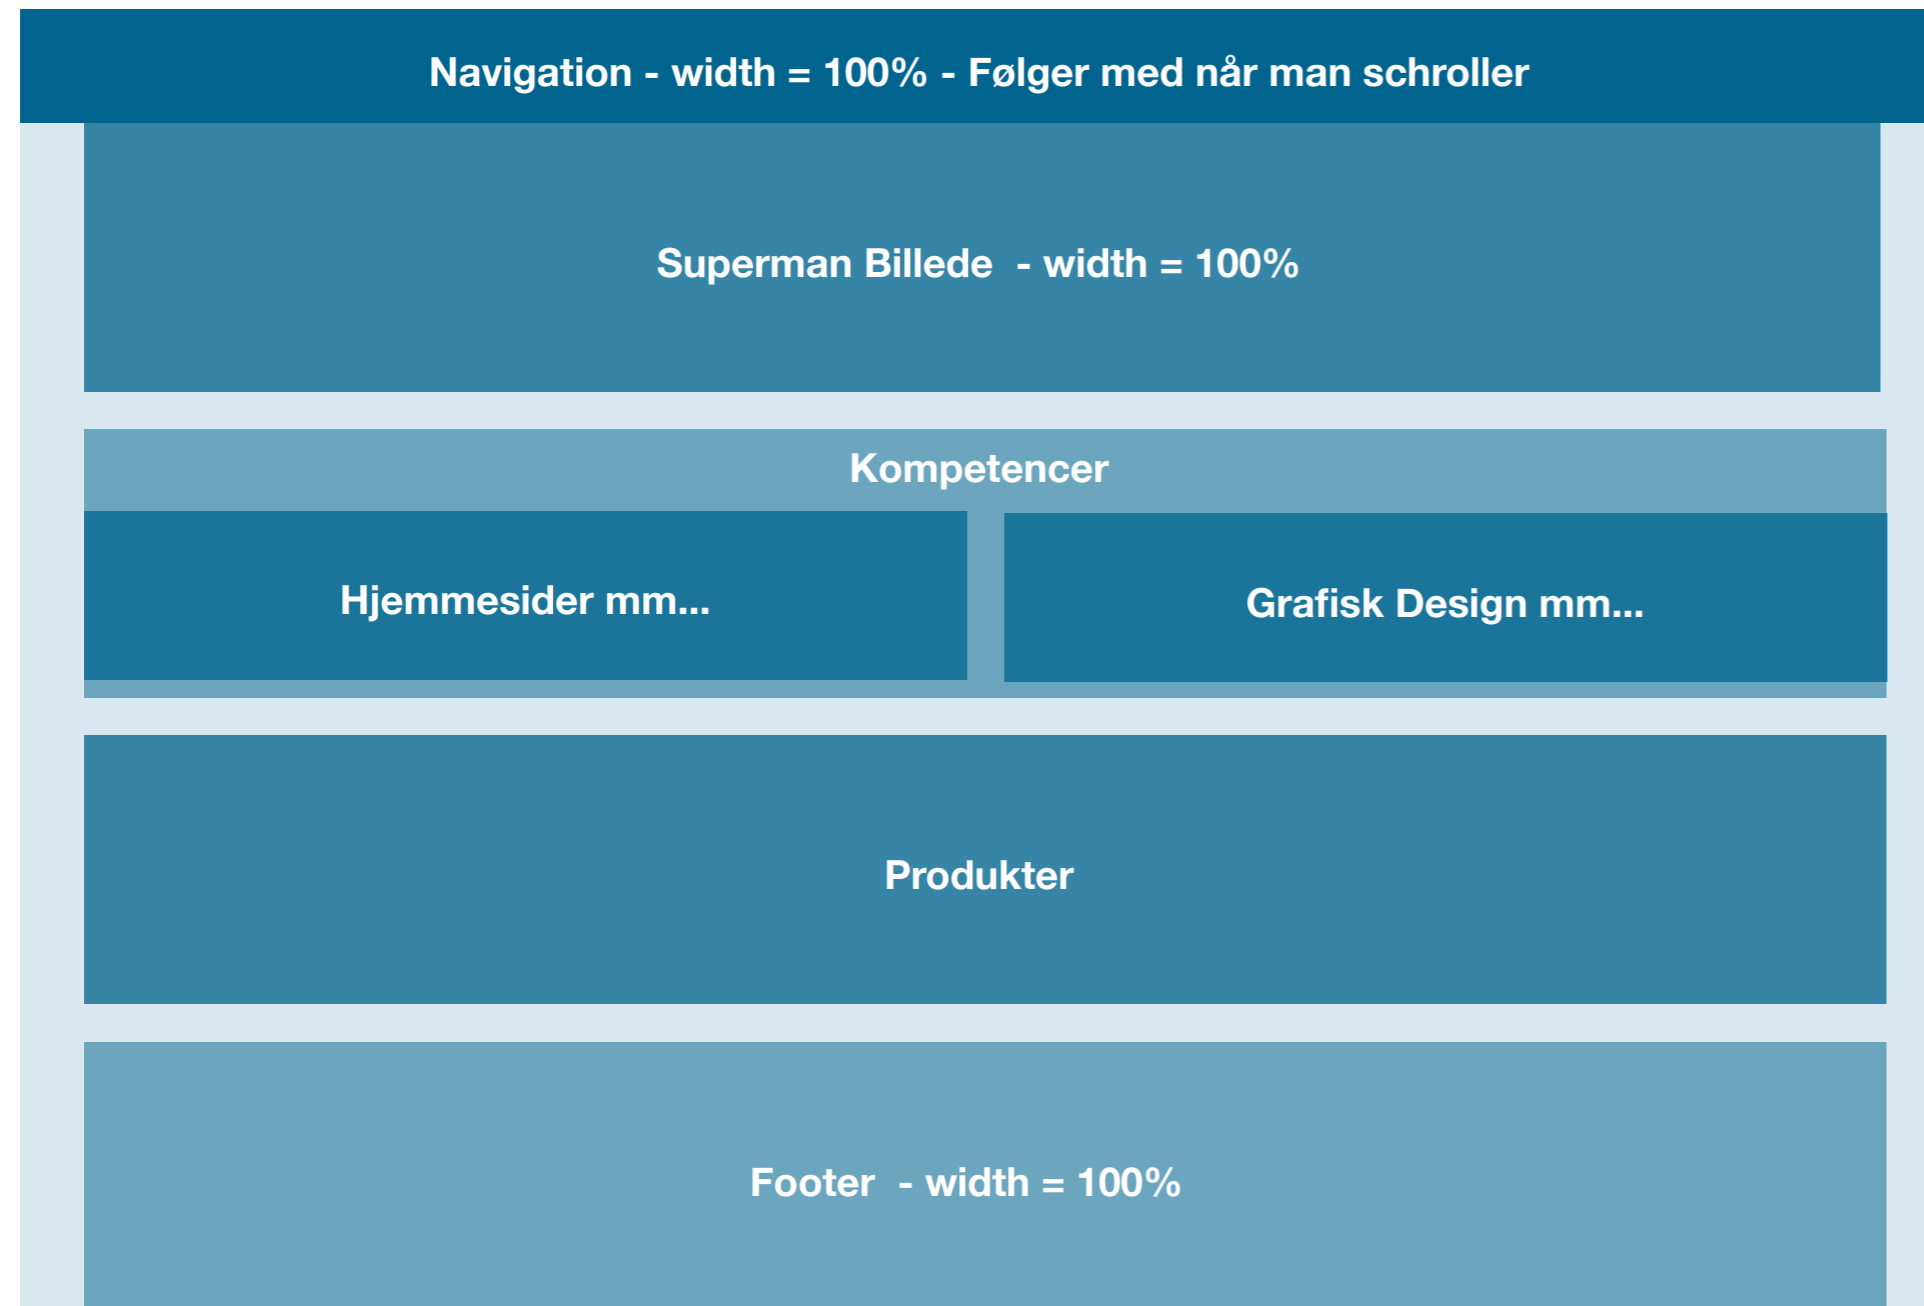 Navigation - width = 100% - Følger med når man schroller
Superman Billede - width = 100%
Kompetencer
Hjemmesider mm...
Grafisk Design mm...
Produkter
Footer - width = 100%